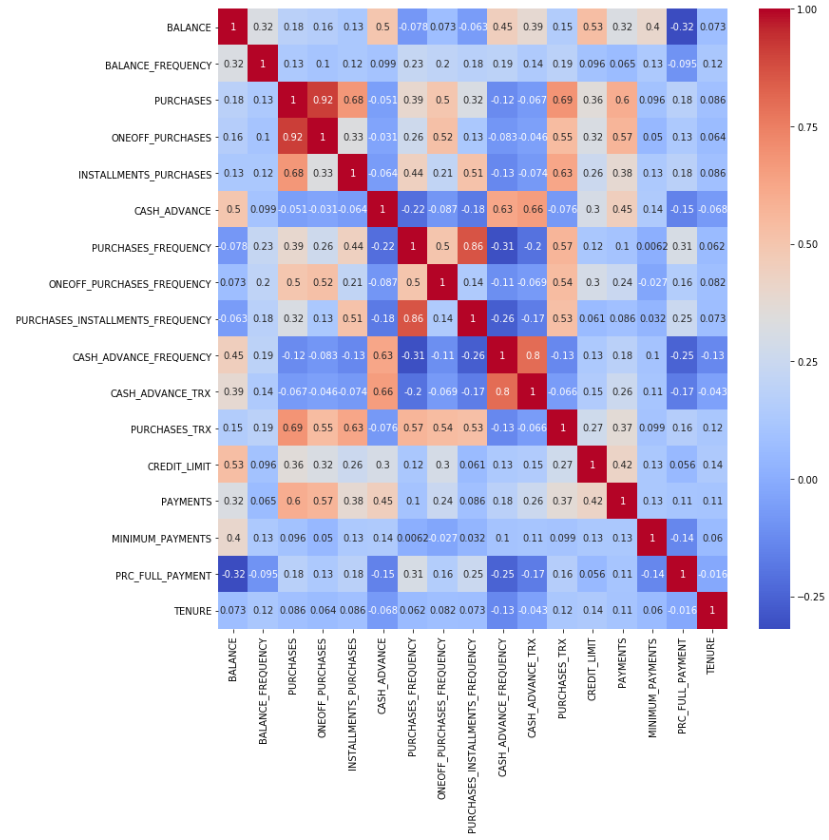 BALANCE 1 0.32 0.18 0.16 0.13 0.5 -0.078 0.073 -0.063 0.45 0.39 0.15 0.53 0.32 0.4 -0.32 0.073
BALANCE_FREQUENCY 0.32 1 0.13 0.1 0.12 0.099 0.23 0.2 0.18 0.19 0.14 0.19 0.096 0.065 0.13 -0.095 0.12
PURCHASES 0.18 0.13 1 0.92 0.68 -0.051 0.39 0.5 0.32 -0.12 -0.067 0.69 0.36 0.6 0.096 0.18 0.086
ONEOFF_PURCHASES 0.16 0.1 0.92 1 0.33 -0.031 0.26 0.52 0.13 -0.083 -0.046 0.55 0.32 0.57 0.05 0.13 0.064
INSTALLMENTS_PURCHASES 0.13 0.12 0.68 0.33 1 -0.064 0.44 0.21 0.51 -0.13 -0.074 0.63 0.26 0.38 0.13 0.18 0.086
CASH_ADVANCE 0.5 0.099 -0.051 -0.031 -0.064 1 -0.22 -0.087 -0.18 0.63 0.66 -0.076 0.3 0.45 0.14 -0.15 -0.068
PURCHASES_FREQUENCY -0.078 0.23 0.39 0.26 0.44 -0.22 1 0.5 0.86 -0.31 -0.2 0.57 0.12 0.1 0.0062 0.31 0.062
ONEOFF_PURCHASES_FREQUENCY 0.073 0.2 0.5 0.52 0.21 -0.087 0.5 1 0.14 -0.11 -0.069 0.54 0.3 0.24 -0.027 0.16 0.082
PURCHASES_INSTALLMENTS_FREQUENCY -0.063 0.18 0.32 0.13 0.51 -0.18 0.86 0.14 1 -0.26 -0.17 0.53 0.061 0.086 0.032 0.25 0.073
CASH_ADVANCE_FREQUENCY 0.45 0.19 -0.12 -0.083 -0.13 0.63 -0.31 -0.11 -0.26 1 0.8 -0.13 0.13 0.18 0.1 -0.25 -0.13
CASH_ADVANCE_TRX 0.39 0.14 -0.067 -0.046 -0.074 0.66 -0.2 -0.069 -0.17 0.8 1 -0.066 0.15 0.26 0.11 -0.17 -0.043
PURCHASES_TRX 0.15 0.19 0.69 0.55 0.63 -0.076 0.57 0.54 0.53 -0.13 -0.066 1 0.27 0.37 0.099 0.16 0.12
CREDIT_LIMIT 0.53 0.096 0.36 0.32 0.26 0.3 0.12 0.3 0.061 0.13 0.15 0.27 1 0.42 0.13 0.056 0.14
PAYMENTS 0.32 0.065 0.6 0.57 0.38 0.45 0.1 0.24 0.086 0.18 0.26 0.37 0.42 1 0.13 0.11 0.11
MINIMUM_PAYMENTS 0.4 0.13 0.096 0.05 0.13 0.14 0.0062 -0.027 0.032 0.1 0.11 0.099 0.13 0.13 1 -0.14 0.06
PRC_FULL_PAYMENT -0.32 -0.095 0.18 0.13 0.18 -0.15 0.31 0.16 0.25 -0.25 -0.17 0.16 0.056 0.11 -0.14 1 -0.016
TENURE 0.073 0.12 0.086 0.064 0.086 -0.068 0.062 0.082 0.073 -0.13 -0.043 0.12 0.14 0.11 0.06 -0.016 1
BALANCE
BALANCE_FREQUENCY
PURCHASES
ONEOFF_PURCHASES
INSTALLMENTS_PURCHASES
CASH_ADVANCE
PURCHASES_FREQUENCY
ONEOFF_PURCHASES_FREQUENCY
PURCHASES_INSTALLMENTS_FREQUENCY
CASH_ADVANCE_FREQUENCY
CASH_ADVANCE_TRX
PURCHASES_TRX
CREDIT_LIMIT
PAYMENTS
MINIMUM_PAYMENTS
PRC_FULL_PAYMENT
TENURE
1.00
0.75
0.50
0.25
0.00
-0.25